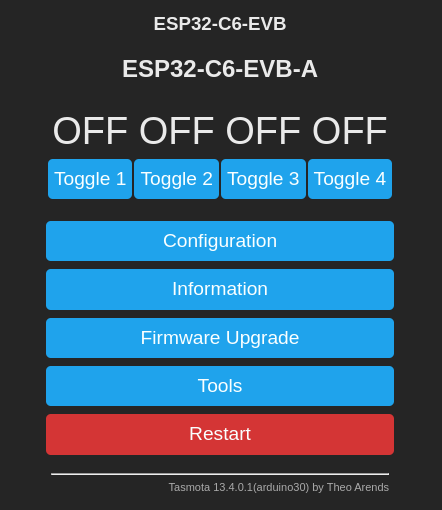 ESP32-C6-EVB
ESP32-C6-EVB-A
OFF OFF OFF OFF
Toggle 1 Toggle 2 Toggle 3 Toggle 4
Configuration
Information
Firmware Upgrade
Tools
Restart
Tasmota 13.4.0.1(arduino30) by Theo Arends